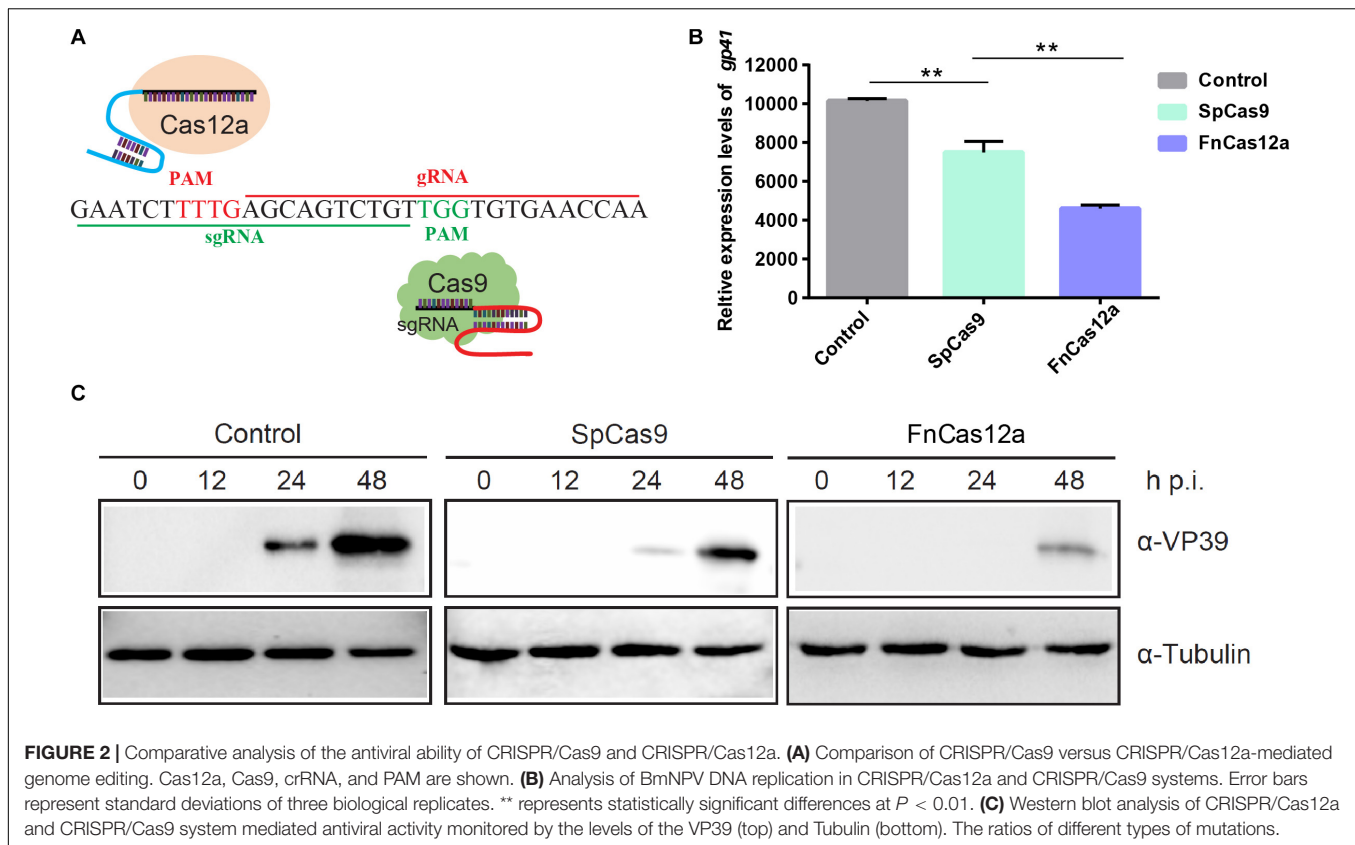 A
Cas12a
PAM
gRNA
GAATCTTTTGAGCAGTCTGTTGGTGTGAACCAA
sgRNA
PAM
Cas9
sgRNA
B
Reltive expression levels of gp41
12000
10000
8000
6000
4000
2000
0
**
**
Control
SpCas9
FnCas12a
Control
SpCas9
FnCas12a
C
Control SpCas9 FnCas12a
0 12 24 48 0 12 24 48 0 12 24 48 h p.i.
α-VP39
α-Tubulin
FIGURE 2 | Comparative analysis of the antiviral ability of CRISPR/Cas9 and CRISPR/Cas12a. (A) Comparison of CRISPR/Cas9 versus CRISPR/Cas12a-mediated
genome editing. Cas12a, Cas9, crRNA, and PAM are shown. (B) Analysis of BmNPV DNA replication in CRISPR/Cas12a and CRISPR/Cas9 systems. Error bars
represent standard deviations of three biological replicates. ** represents statistically significant differences at P < 0.01. (C) Western blot analysis of CRISPR/Cas12a
and CRISPR/Cas9 system mediated antiviral activity monitored by the levels of the VP39 (top) and Tubulin (bottom). The ratios of different types of mutations.